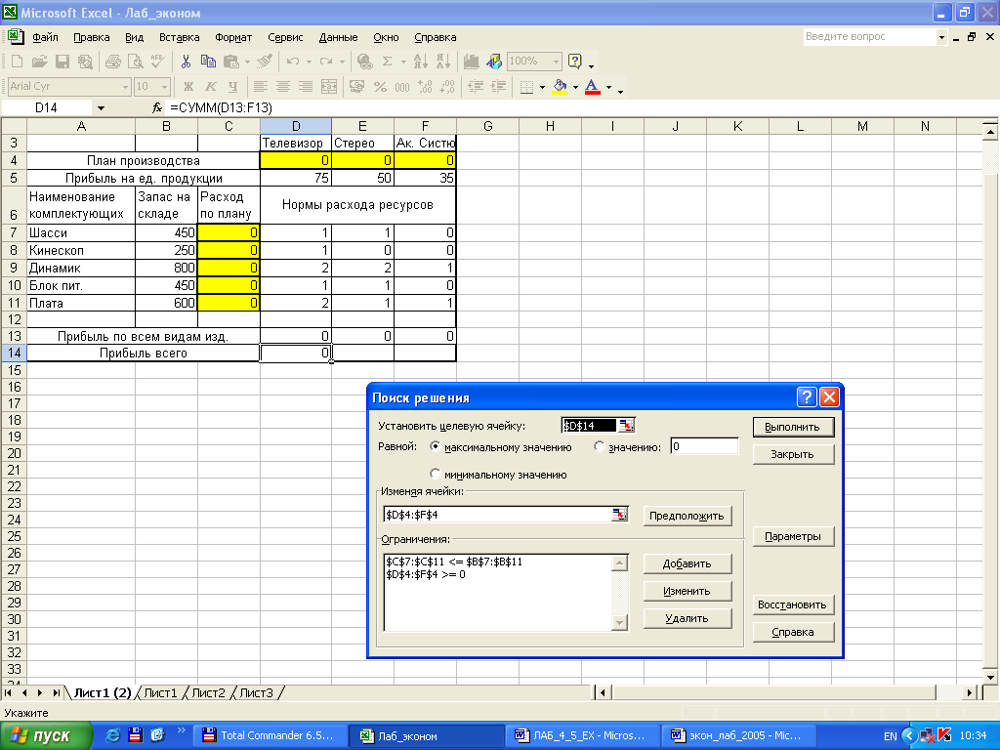 Microsoft Excel - Лаб_эконом
Файл Правка Вид Вставка Формат Сервис Данные Окно Справка Введите вопрос
100%
Arial Cyr 10 Ж К Ч % 000
D14 fx =СУММ(D13:F13)
A B C D E F G H I J K L M N
3 Телевизор Стерео Ак. Систю
4 План производства 0 0 0
5 Прибыль на ед. продукции 75 50 35
6 Наименование комплектующих Запас на складе Расход по плану Нормы расхода ресурсов
7 Шасси 450 0 1 1 0
8 Кинескоп 250 0 1 0 0
9 Динамик 800 0 2 2 1
10 Блок пит. 450 0 1 1 0
11 Плата 600 0 2 1 1
12
13 Прибыль по всем видам изд. 0 0 0
14 Прибыль всего 0
15
16
17
18
19
20
21
22
23
24
25
26
27
28
29
30
31
32
33
Поиск решения
Установить целевую ячейку: $D$14 Выполнить
Равной: максимальному значению значению: 0 Закрыть
минимальному значению
Изменяя ячейки:
$D$4:$F$4 Предположить
Параметры
Ограничения:
$C$7:$C$11 <= $B$7:$B$11 Добавить
$D$4:$F$4 >= 0
Изменить
Восстановить
Удалить
Справка
Лист1 (2) Лист1 Лист2 Лист3
Укажите
пуск Total Commander 6.5... Лаб_эконом ЛАБ_4_5_EX - Micros... экон_лаб_2005 - Mic... EN 10:34